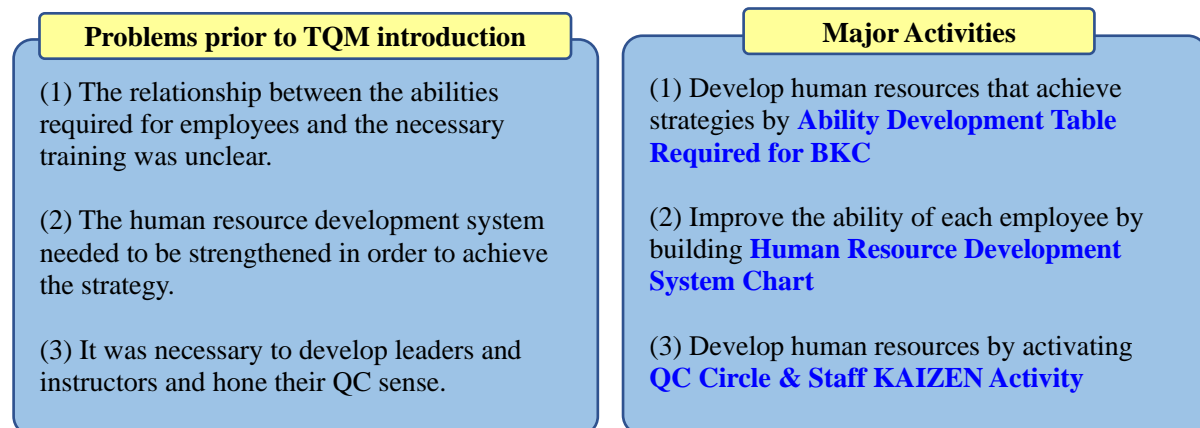 Problems prior to TQM introduction
(1) The relationship between the abilities
required for employees and the necessary
training was unclear.
(2) The human resource development system
needed to be strengthened in order to achieve
the strategy.
(3) It was necessary to develop leaders and
instructors and hone their QC sense.
Major Activities
(1) Develop human resources that achieve
strategies by Ability Development Table
Required for BKC
(2) Improve the ability of each employee by
building Human Resource Development
System Chart
(3) Develop human resources by activating
QC Circle & Staff KAIZEN Activity